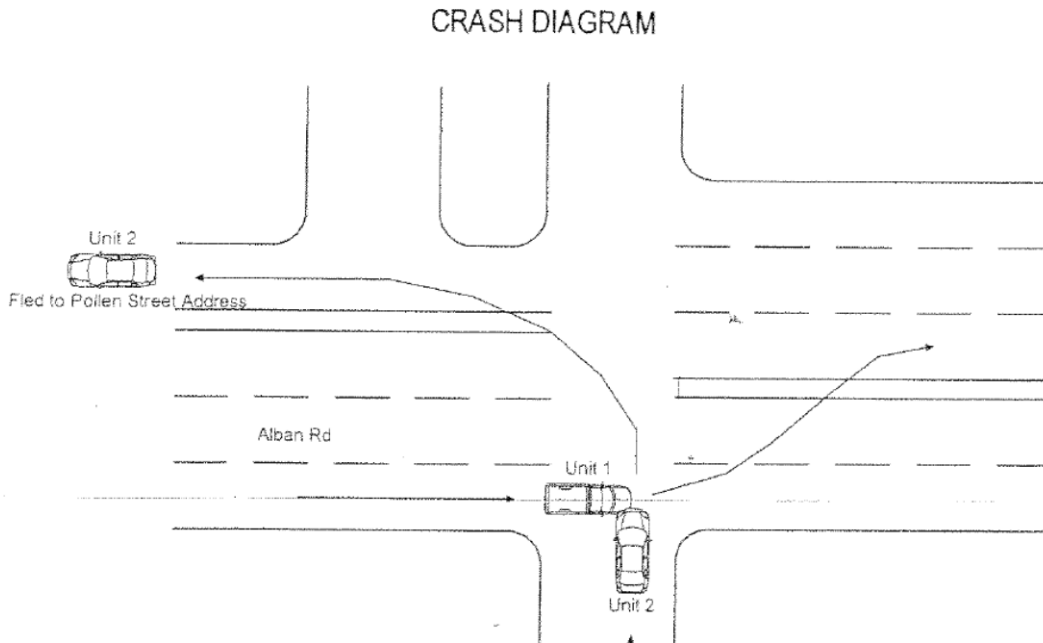 CRASH DIAGRAM
Unit 2
Fled to Pollen Street Address
Alban Rd
Unit 1
Unit 2